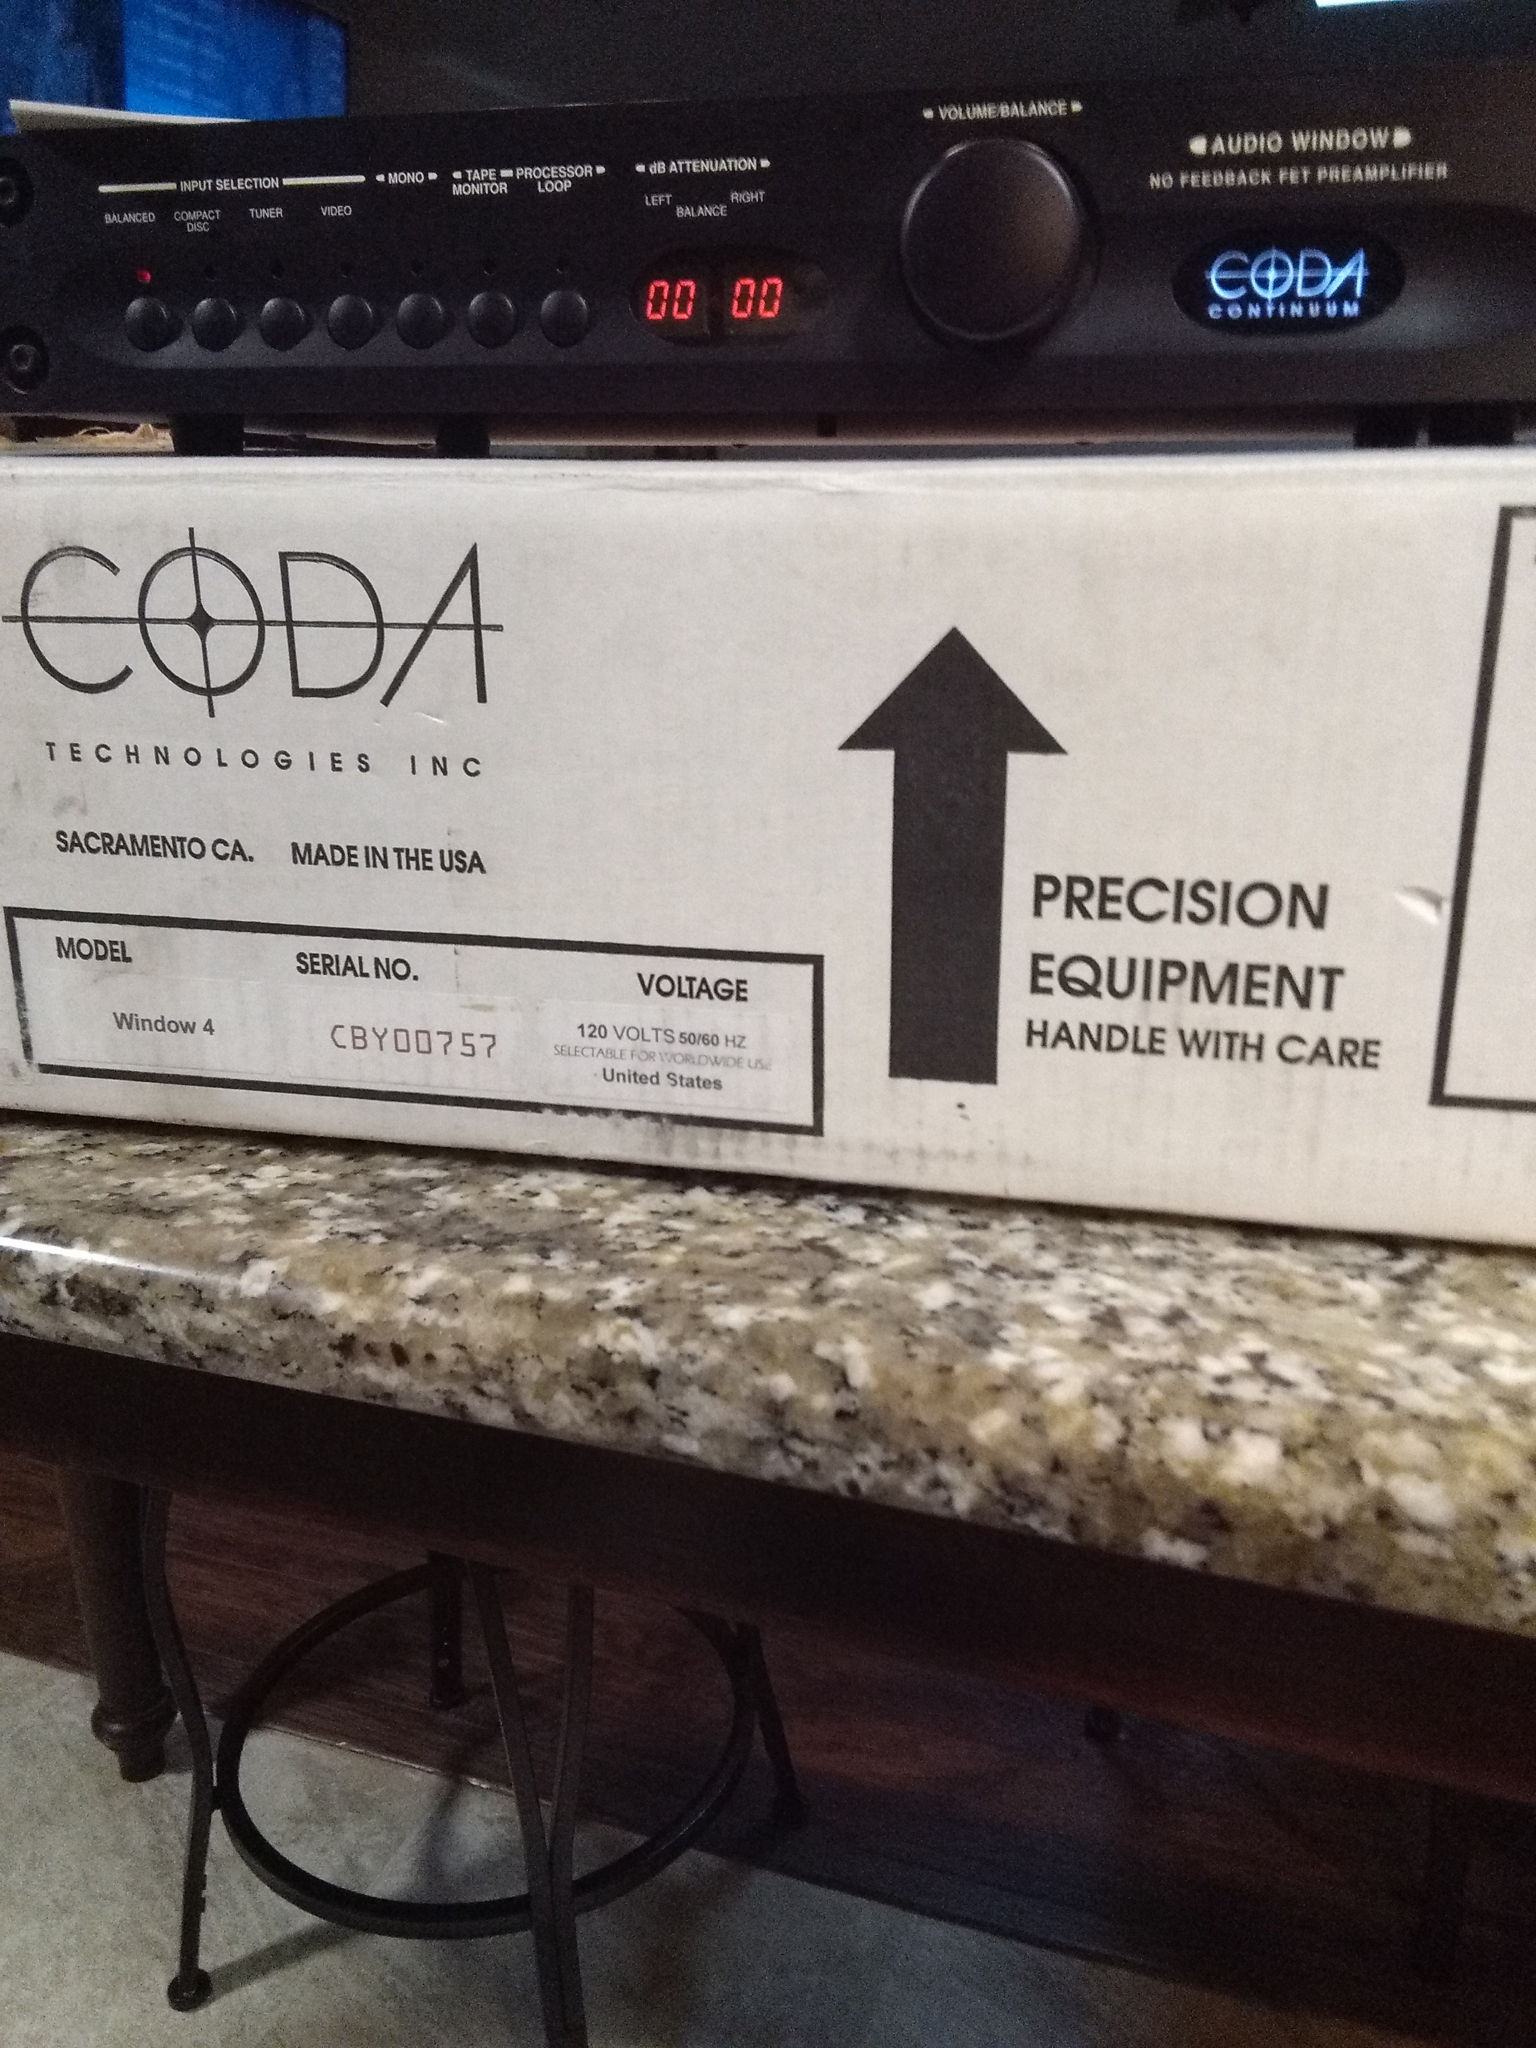 VOLUME/BALANCE
AUDIO WINDOW
NO FEEDBACK FET PREAMPLIFIER
INPUT SELECTION
MONO
TAPE MONITOR
PROCESSOR LOOP
dB ATTENUATION
BALANCED
COMPACT DISC
TUNER
VIDEO
LEFT
BALANCE
RIGHT
00 00
CODA
CONTINUUM
CODA
TECHNOLOGIES INC
SACRAMENTO CA. MADE IN THE USA
MODEL SERIAL NO. VOLTAGE
Window 4 CBY00757 120 VOLTS 50/60 HZ
SELECTABLE FOR WORLDWIDE USE
United States
PRECISION
EQUIPMENT
HANDLE WITH CARE